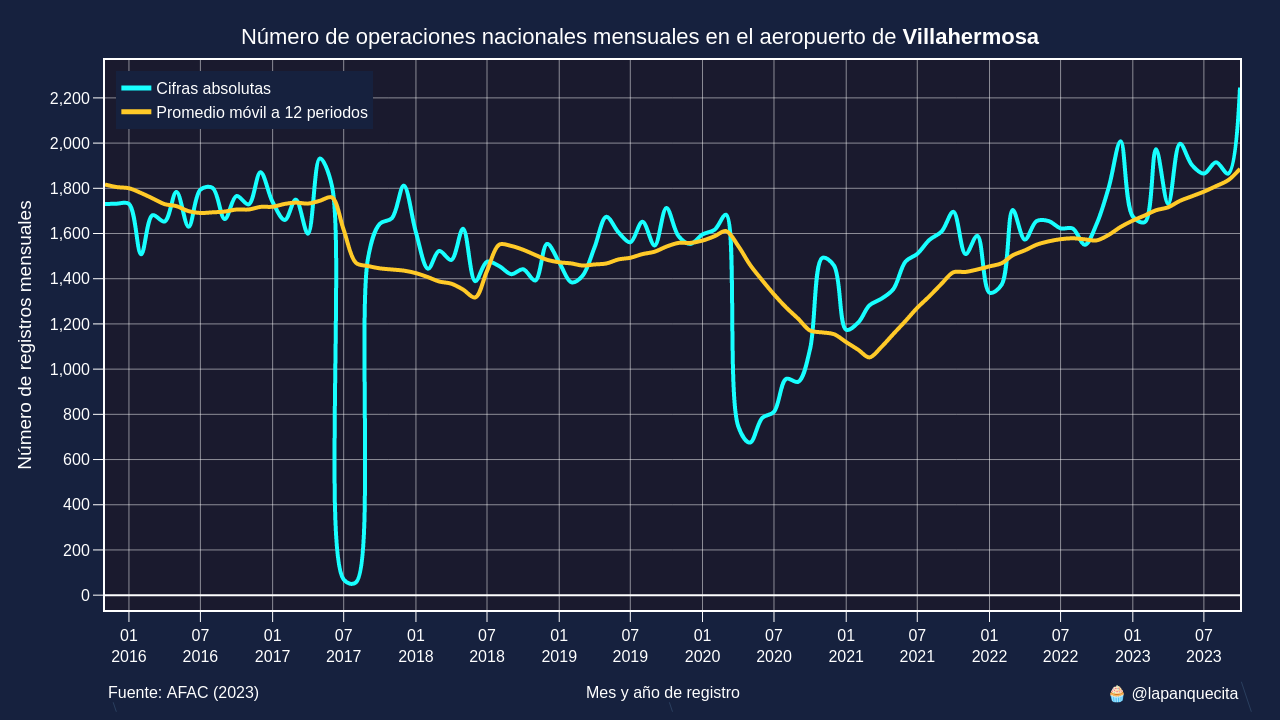 Número de operaciones nacionales mensuales en el aeropuerto de Villahermosa
Cifras absolutas
Promedio móvil a 12 periodos
Número de registros mensuales
2,200
2,000
1,800
1,600
1,400
1,200
1,000
800
600
400
200
0
01 07 01 07 01 07 01 07 01 07 01 07 01 07 01 07
2016 2016 2017 2017 2018 2018 2019 2019 2020 2020 2021 2021 2022 2022 2023 2023
Fuente: AFAC (2023) Mes y año de registro 🧁 @lapanquecita